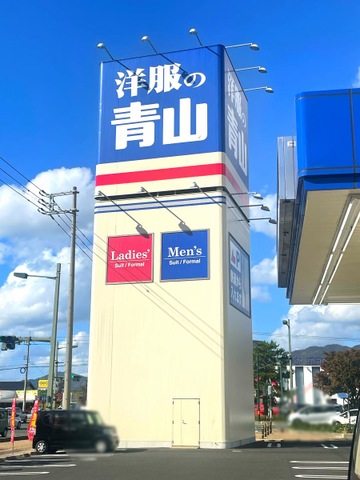 洋服の
青山
Ladies'
Suit / Formal
Men's
Suit / Formal